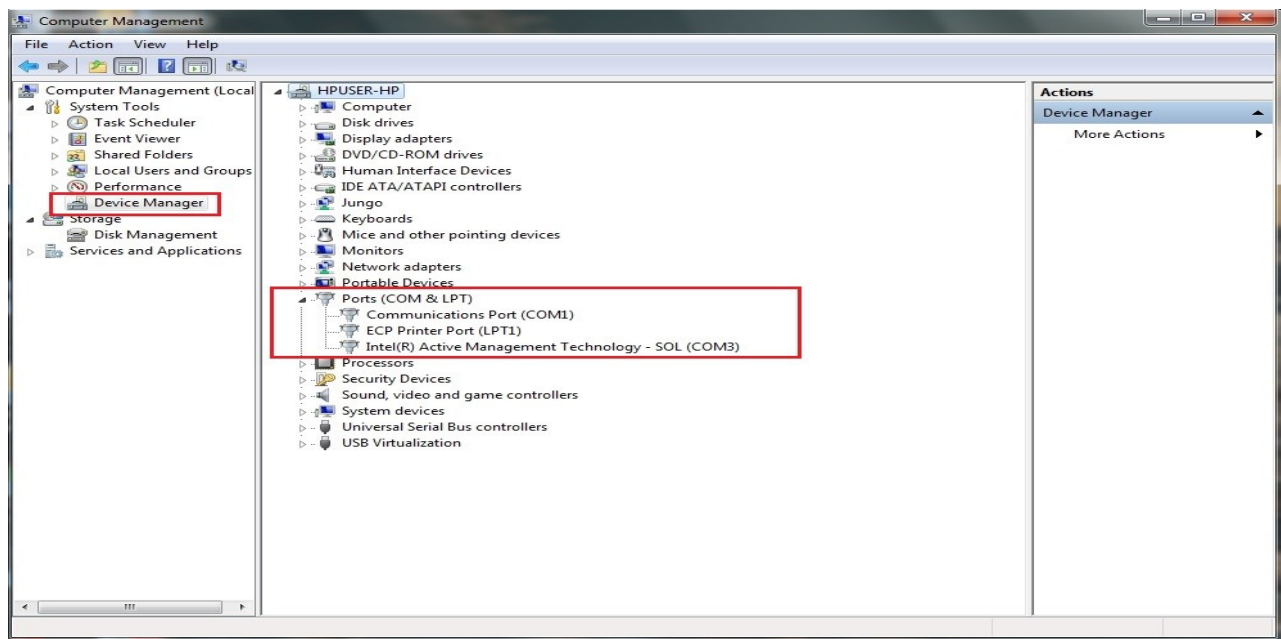 Computer Management
File Action View Help
Computer Management (Local
System Tools
Task Scheduler
Event Viewer
Shared Folders
Local Users and Groups
Performance
Device Manager
Storage
Disk Management
Services and Applications
HPUSER-HP
Computer
Disk drives
Display adapters
DVD/CD-ROM drives
Human Interface Devices
IDE ATA/ATAPI controllers
Jungo
Keyboards
Mice and other pointing devices
Monitors
Network adapters
Portable Devices
Ports (COM & LPT)
Communications Port (COM1)
ECP Printer Port (LPT1)
Intel(R) Active Management Technology - SOL (COM3)
Processors
Security Devices
Sound, video and game controllers
System devices
Universal Serial Bus controllers
USB Virtualization
Actions
Device Manager
More Actions